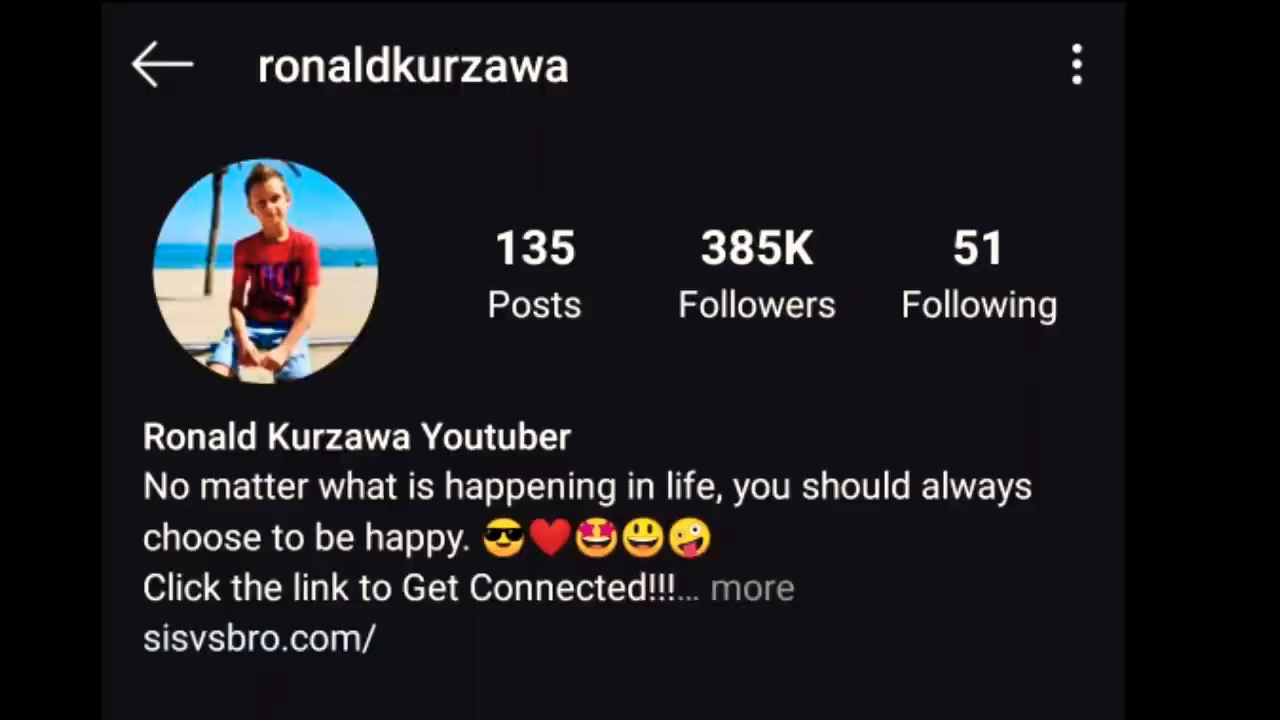 ronaldkurzawa
135 385K 51
Posts Followers Following
Ronald Kurzawa Youtuber
No matter what is happening in life, you should always
choose to be happy. 😎❤️🤩😃🤪
Click the link to Get Connected!!!... more
sisvsbro.com/